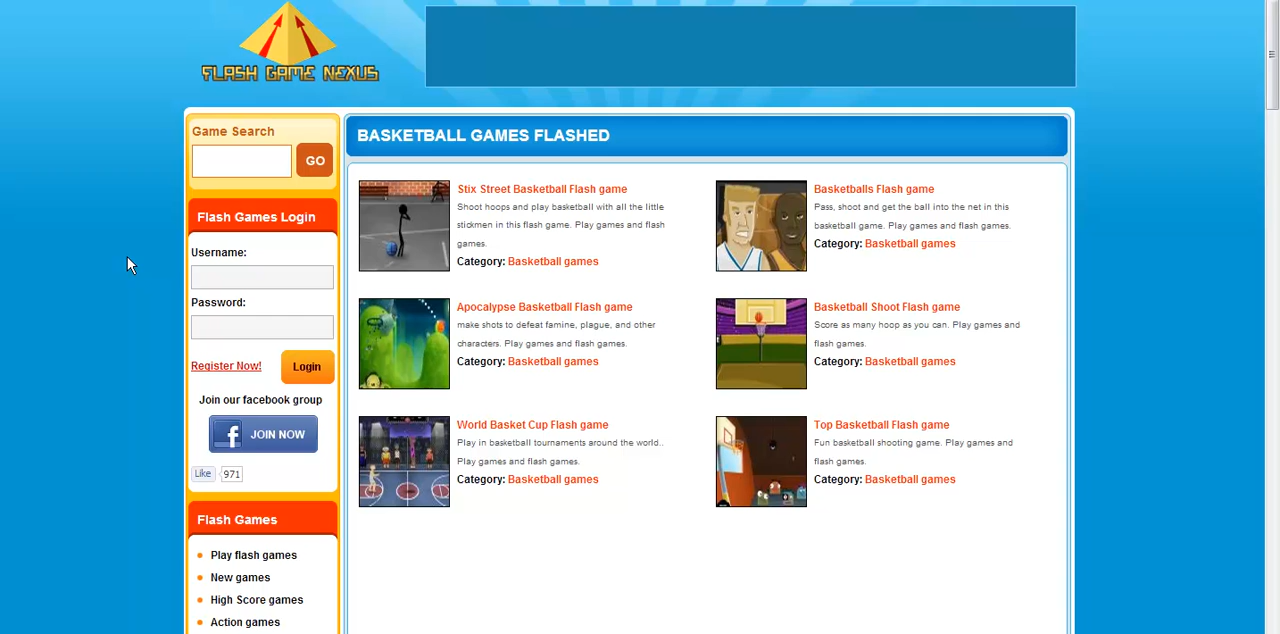 FLASH GAME NEXUS
Game Search
GO
Flash Games Login
Username:
Password:
Register Now!
Login
Join our facebook group
JOIN NOW
Like
971
Flash Games
Play flash games
New games
High Score games
Action games
BASKETBALL GAMES FLASHED
Stix Street Basketball Flash game
Shoot hoops and play basketball with all the little
stickmen in this flash game. Play games and flash
games.
Category: Basketball games
Basketballs Flash game
Pass, shoot and get the ball into the net in this
basketball game. Play games and flash games.
Category: Basketball games
Apocalypse Basketball Flash game
make shots to defeat famine, plague, and other
characters. Play games and flash games.
Category: Basketball games
Basketball Shoot Flash game
Score as many hoop as you can. Play games and
flash games.
Category: Basketball games
World Basket Cup Flash game
Play in basketball tournaments around the world..
Play games and flash games.
Category: Basketball games
Top Basketball Flash game
Fun basketball shooting game. Play games and
flash games.
Category: Basketball games